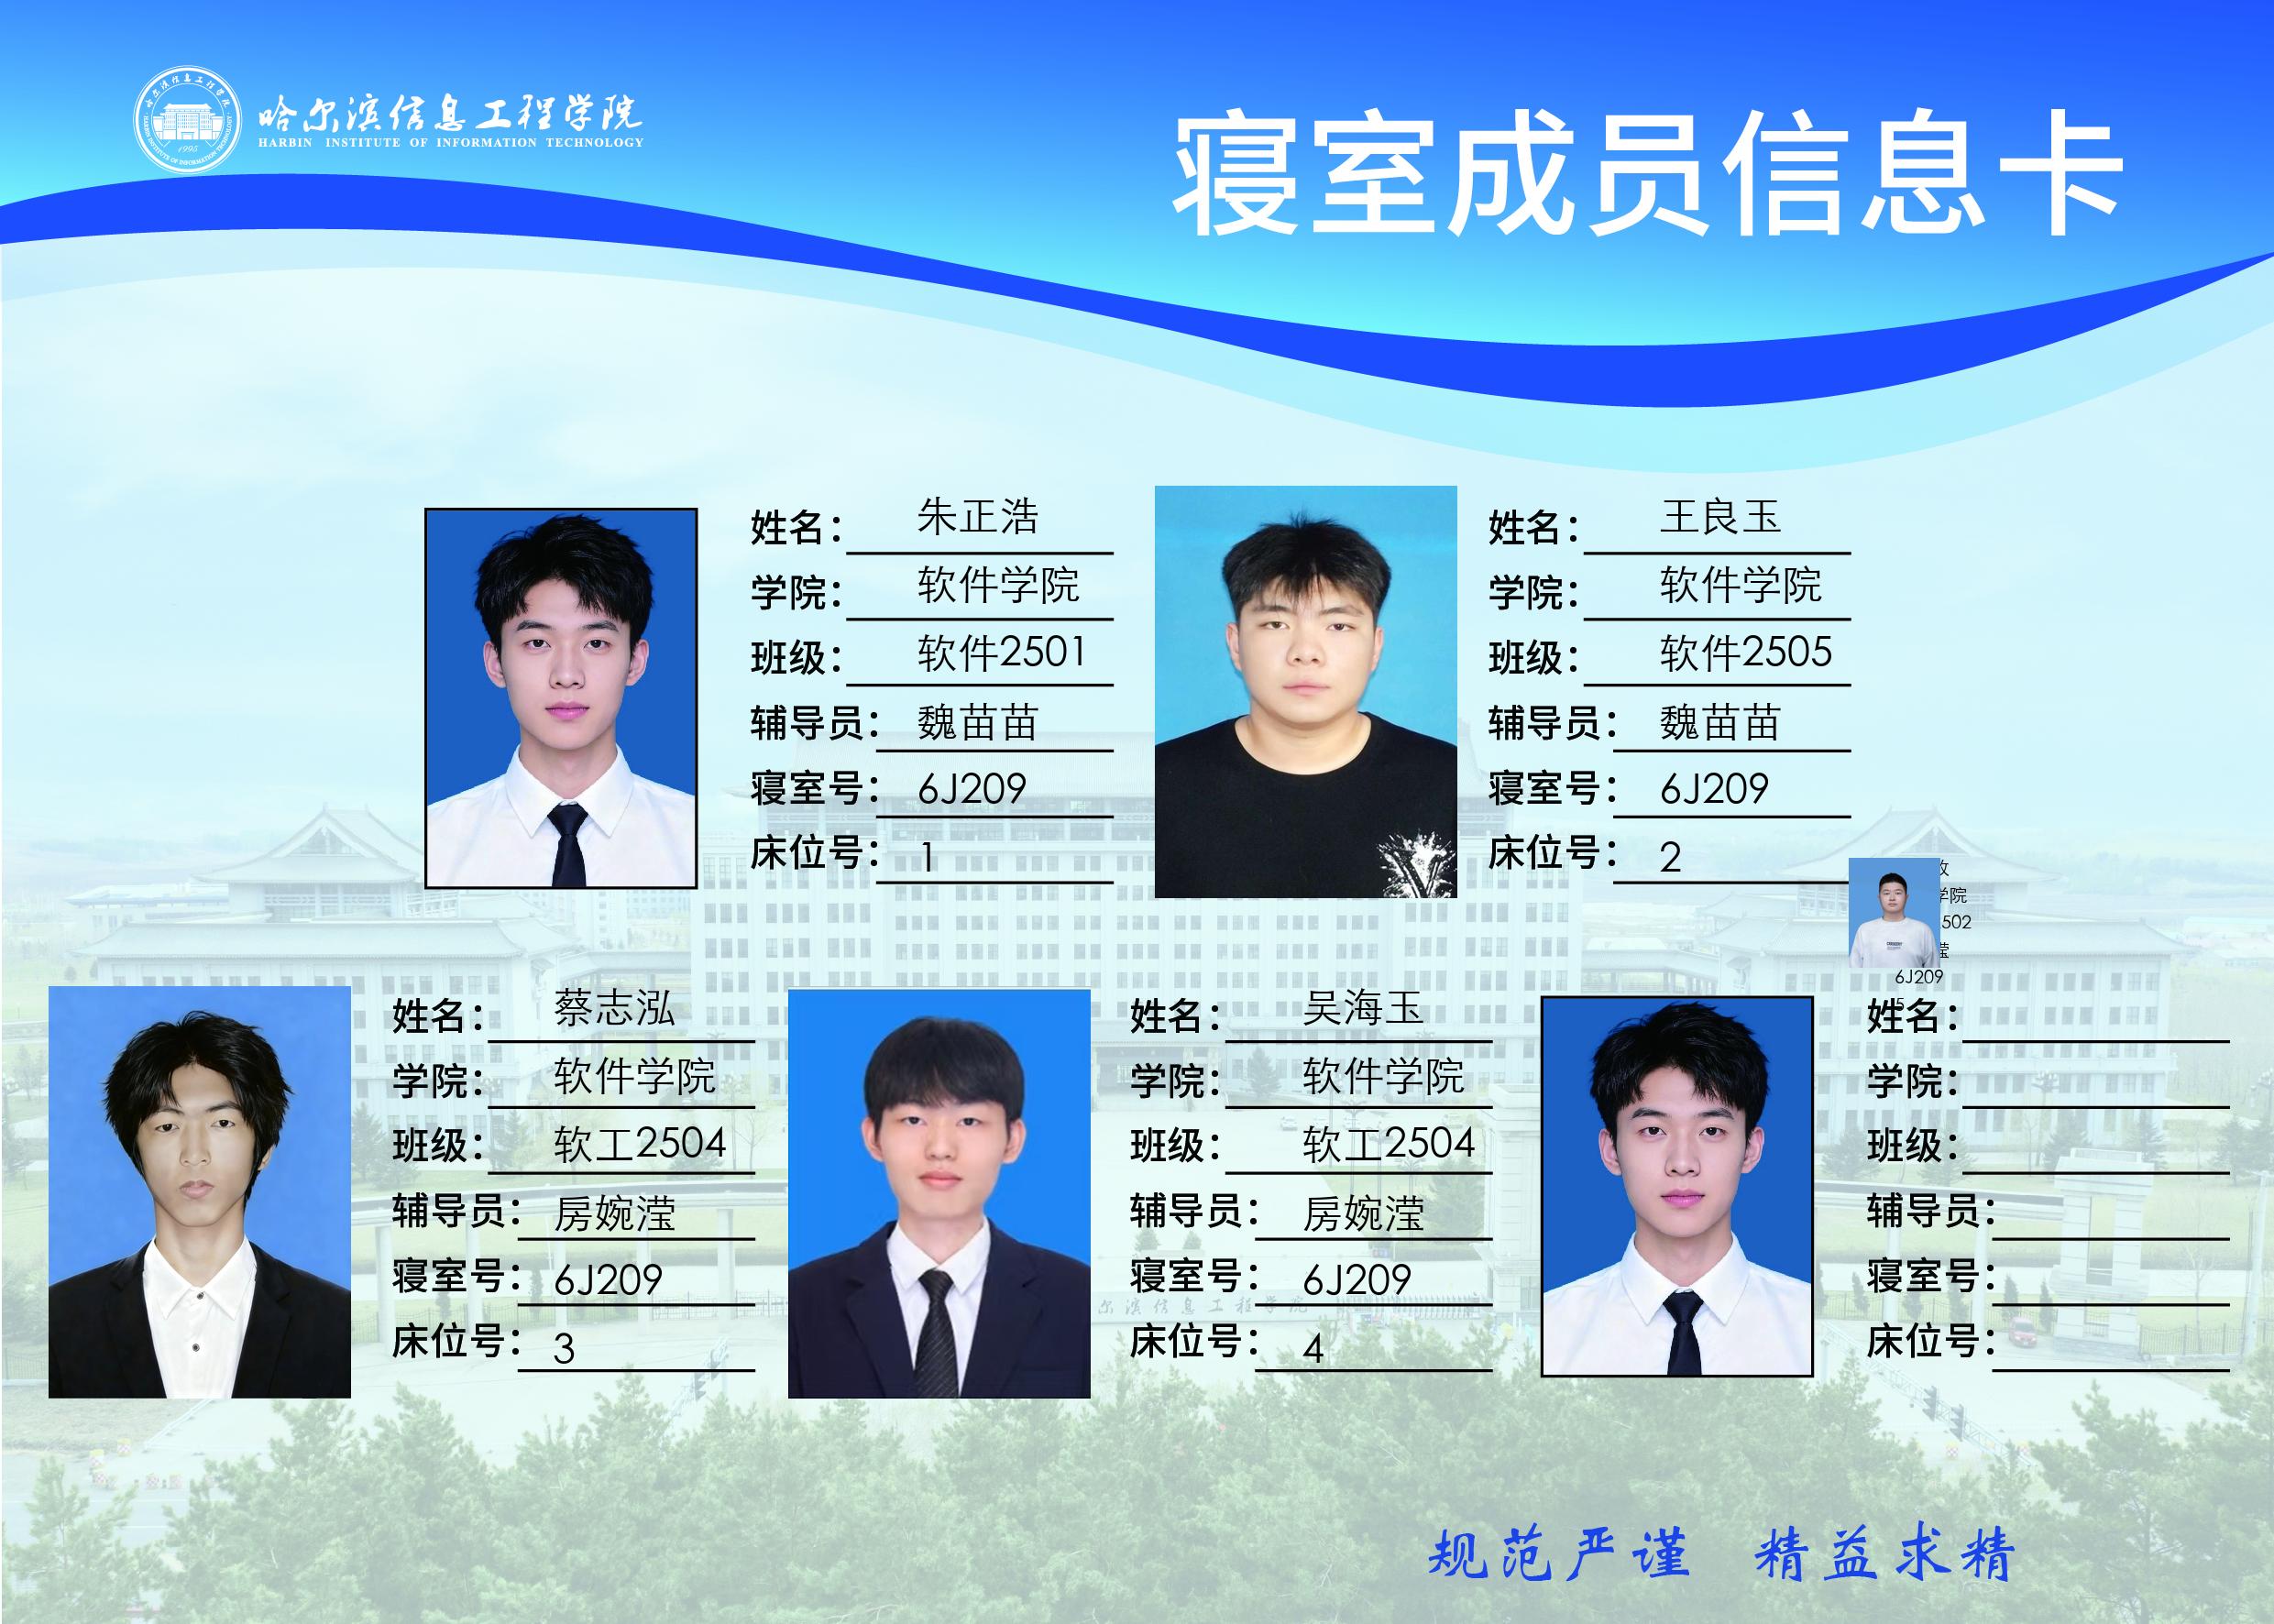 哈尔滨信息工程学院
HARBIN INSTITUTE OF INFORMATION TECHNOLOGY
1995
寝室成员信息卡
姓名：朱正浩
学院：软件学院
班级：软件2501
辅导员：魏苗苗
寝室号：6J209
床位号：1
姓名：王良玉
学院：软件学院
班级：软件2505
辅导员：魏苗苗
寝室号：6J209
床位号：2
学院
502
滢
6J209
姓名：蔡志泓
学院：软件学院
班级：软工2504
辅导员：房婉滢
寝室号：6J209
床位号：3
姓名：吴海玉
学院：软件学院
班级：软工2504
辅导员：房婉滢
寝室号：6J209
床位号：4
姓名：
学院：
班级：
辅导员：
寝室号：
床位号：
规范严谨 精益求精